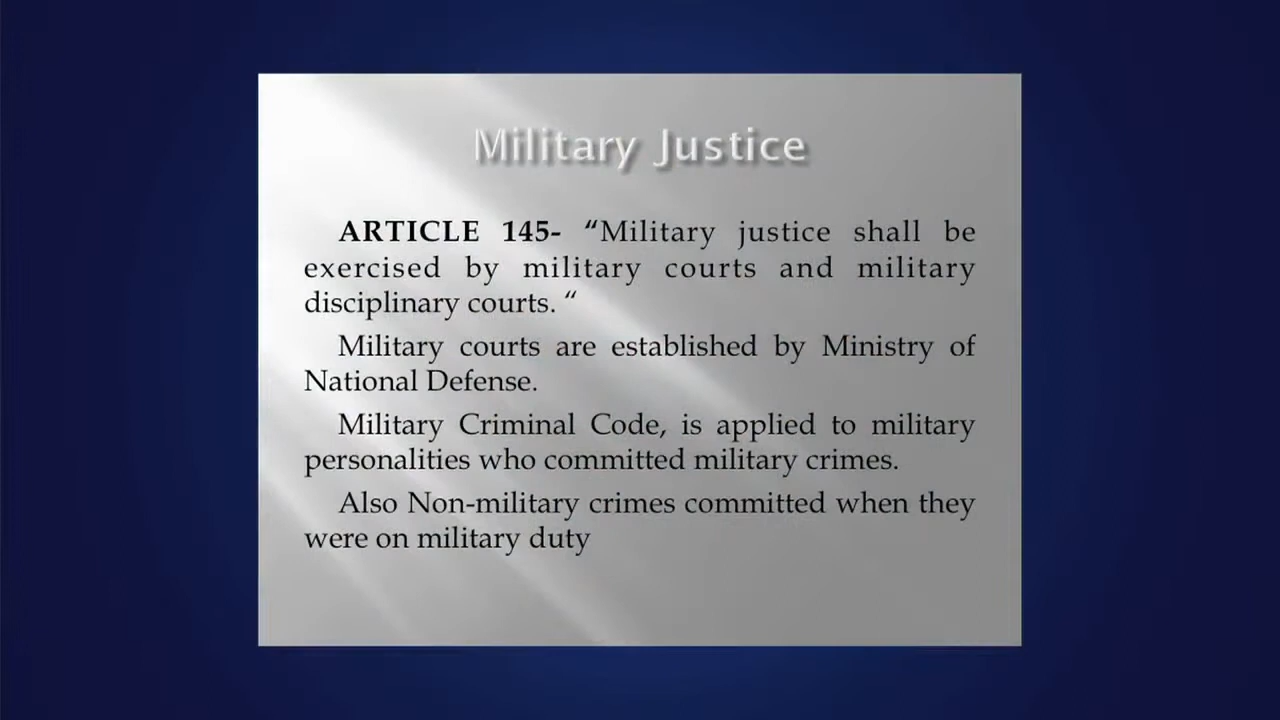 Military Justice
ARTICLE 145- “Military justice shall be
exercised by military courts and military
disciplinary courts. “
Military courts are established by Ministry of
National Defense.
Military Criminal Code, is applied to military
personalities who committed military crimes.
Also Non-military crimes committed when they
were on military duty